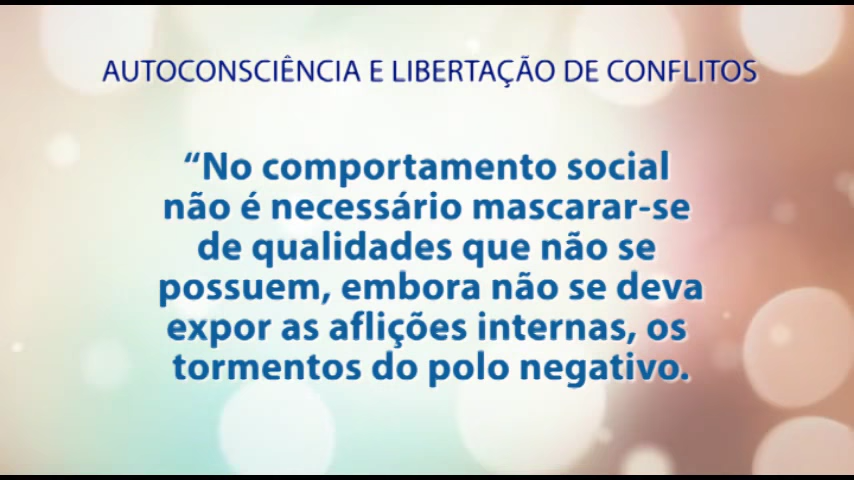 AUTOCONSCIÊNCIA E LIBERTAÇÃO DE CONFLITOS
“No comportamento social
não é necessário mascarar-se
de qualidades que não se
possuem, embora não se deva
expor as aflições internas, os
tormentos do polo negativo.